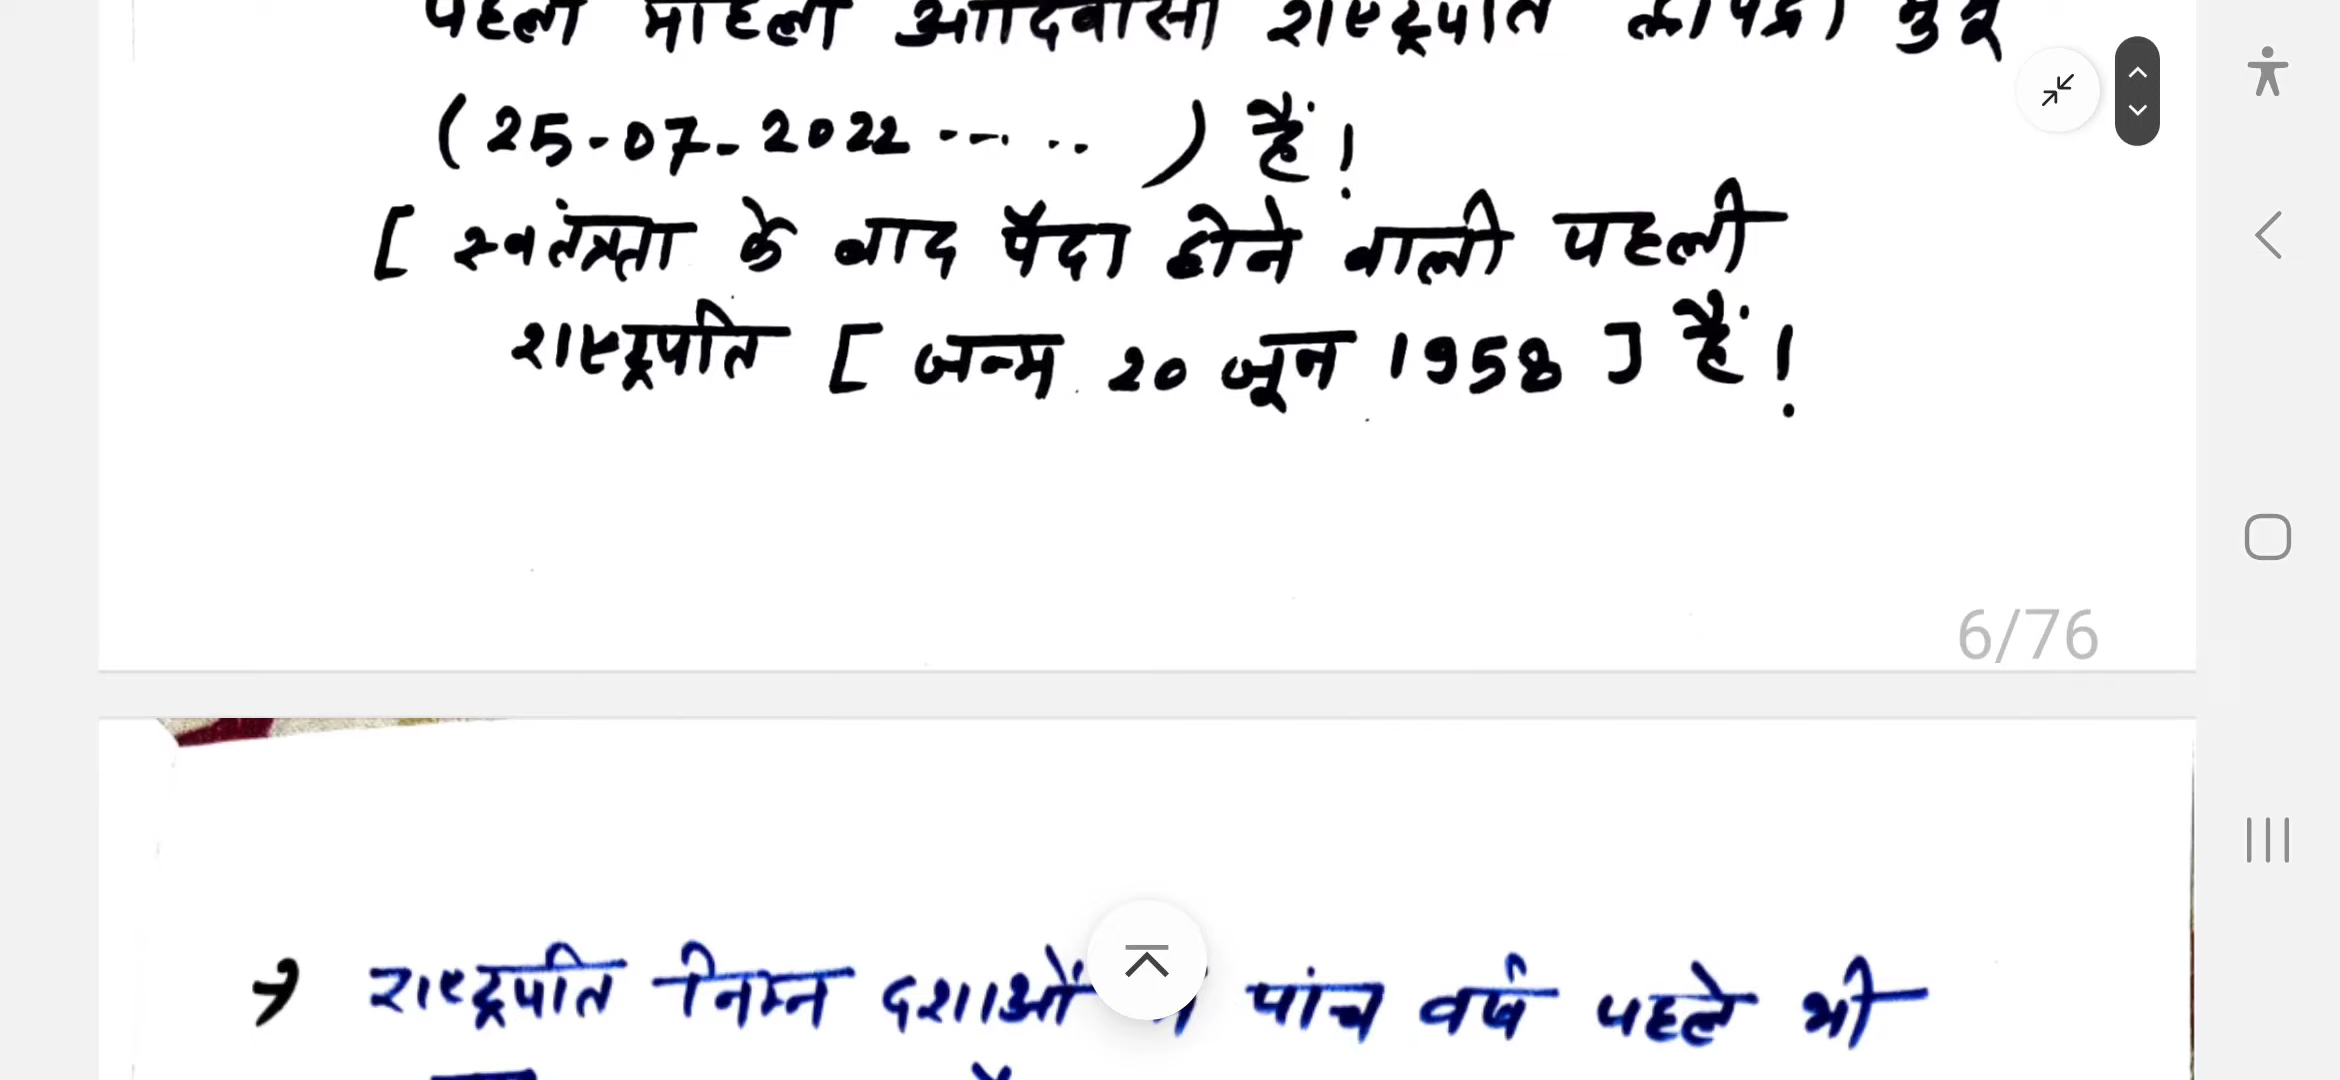 पहली महिला आदिवासी राष्ट्रपति द्रौपदी मुर्मू
(25-07-2022 ---- ..) हैं!
[ स्वतंत्रता के बाद पैदा होने वाली पहली
राष्ट्रपति [ जन्म 20 जून 1958 ] हैं!
6/76
→ राष्ट्रपति निम्न दशाओं पांच वर्ष पहले भी